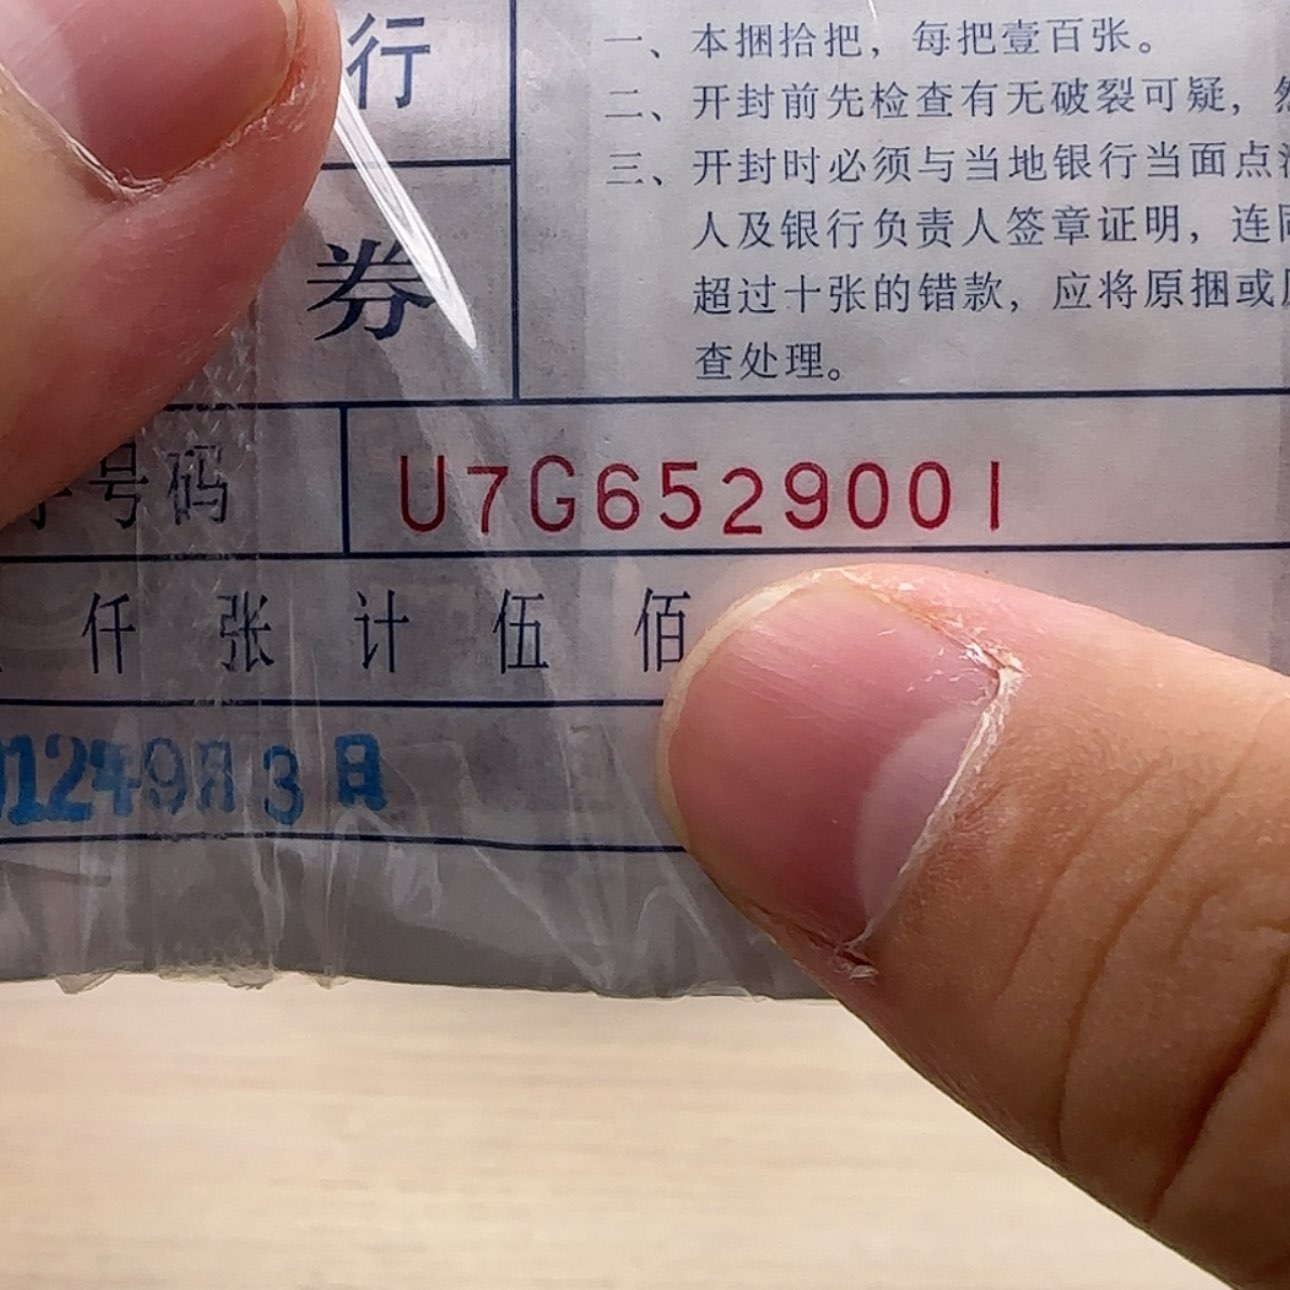 行
券
一、本捆拾把，每把壹百张。
二、开封前先检查有无破裂可疑，
三、开封时必须与当地银行当面点
人及银行负责人签章证明，连
超过十张的错款，应将原捆或
查处理。
号码
U7G6529001
仟张计伍佰
12年9月3日